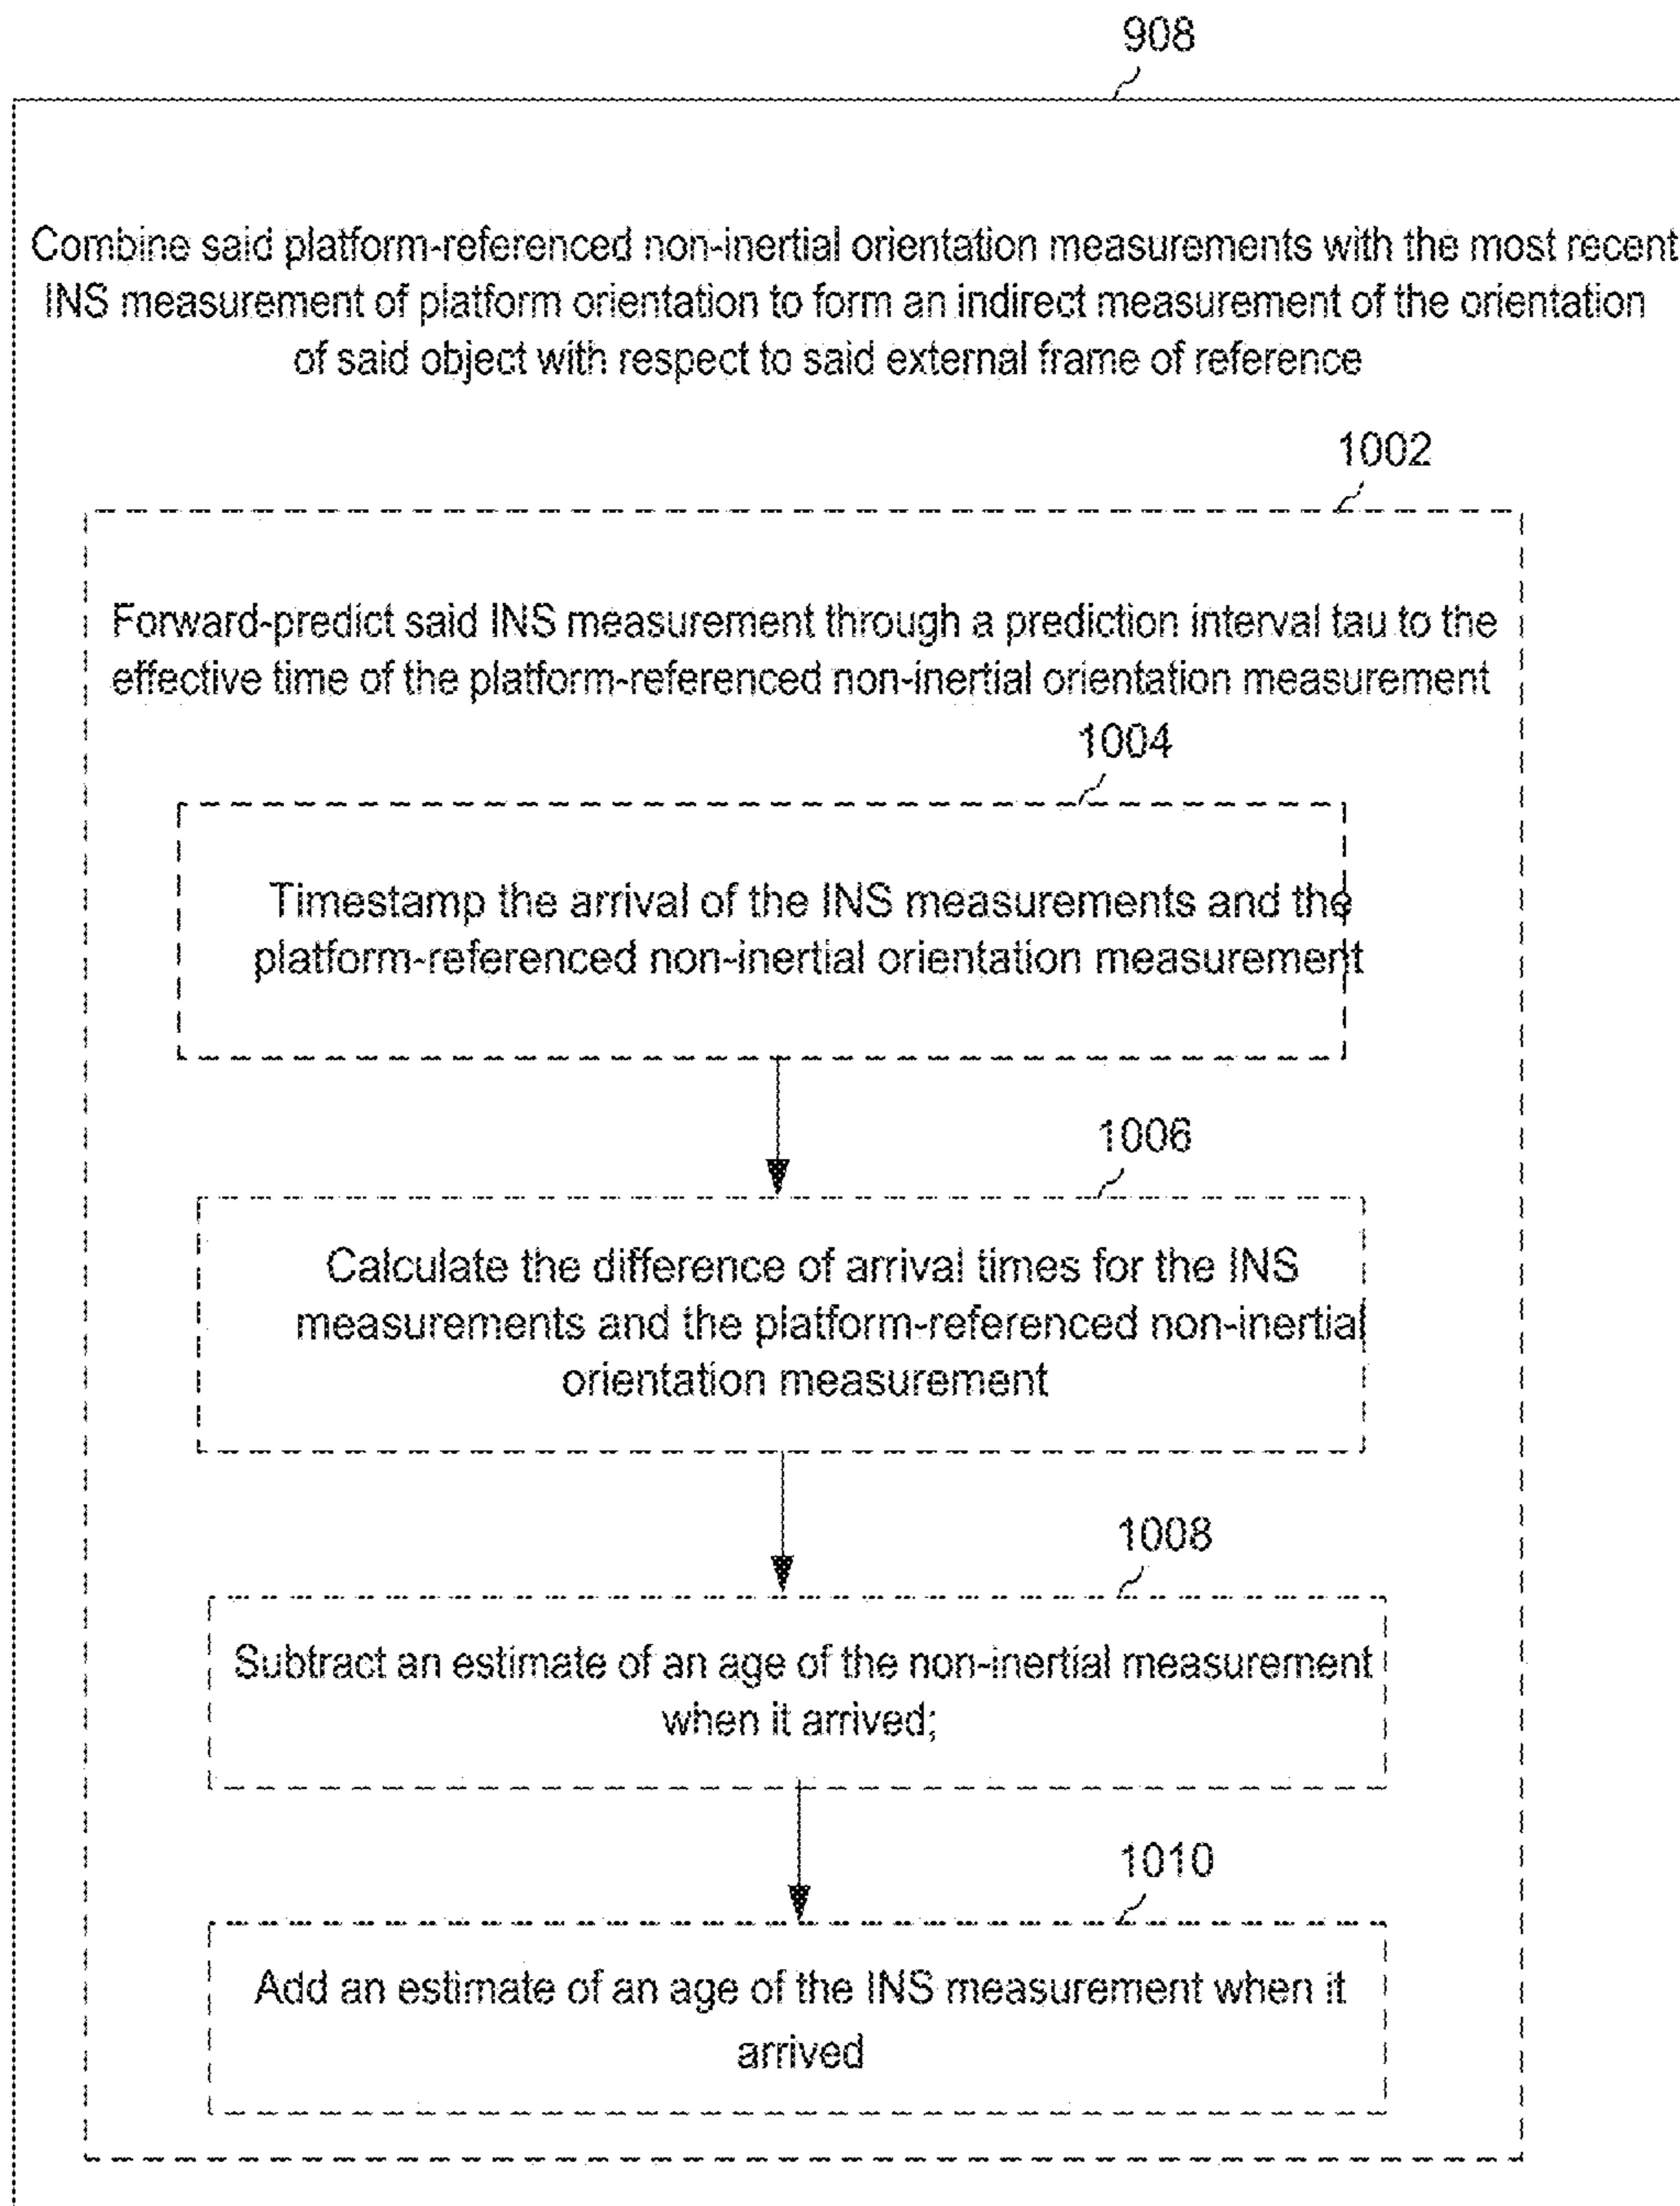 908
Combine said platform-referenced non-inertial orientation measurements with the most recent
INS measurement of platform orientation to form an indirect measurement of the orientation
of said object with respect to said external frame of reference
1002
Forward-predict said INS measurement through a prediction interval tau to the
effective time of the platform-referenced non-inertial orientation measurement
1004
Timestamp the arrival of the INS measurements and the
platform-referenced non-inertial orientation measurement
1006
Calculate the difference of arrival times for the INS
measurements and the platform-referenced non-inertial
orientation measurement
1008
Subtract an estimate of an age of the non-inertial measurement
when it arrived;
1010
Add an estimate of an age of the INS measurement when it
arrived